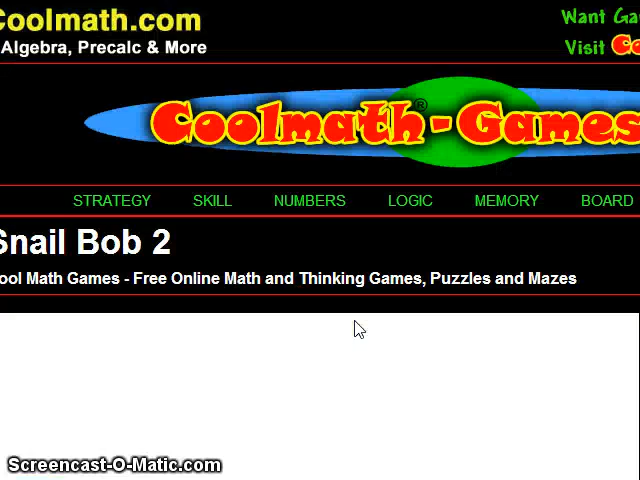 Coolmath.com
Want Ga
Algebra, Precalc & More
Visit Co
Coolmath® - Games
STRATEGY SKILL NUMBERS LOGIC MEMORY BOARD
Snail Bob 2
ool Math Games - Free Online Math and Thinking Games, Puzzles and Mazes
Screencast-O-Matic.com